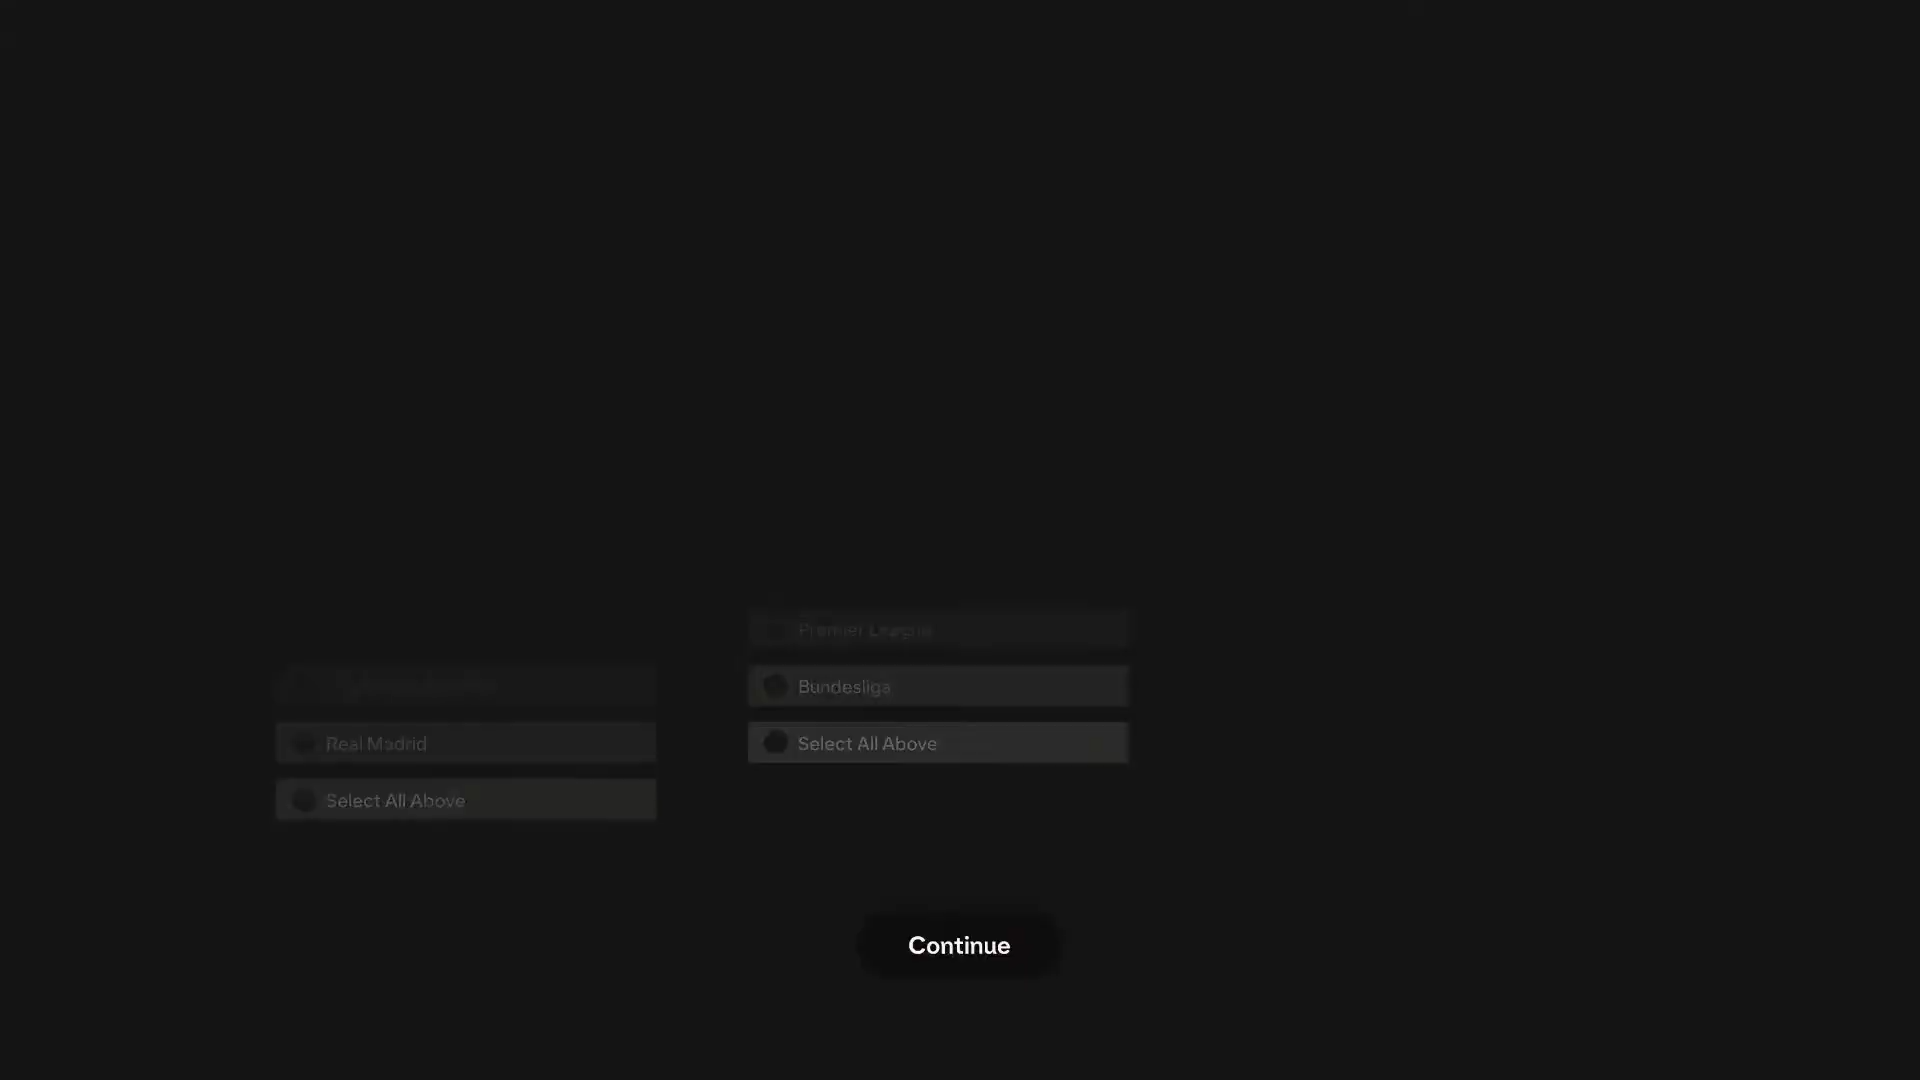 Real Madrid
Select All Above
Premier League
Bundesliga
Select All Above
Continue